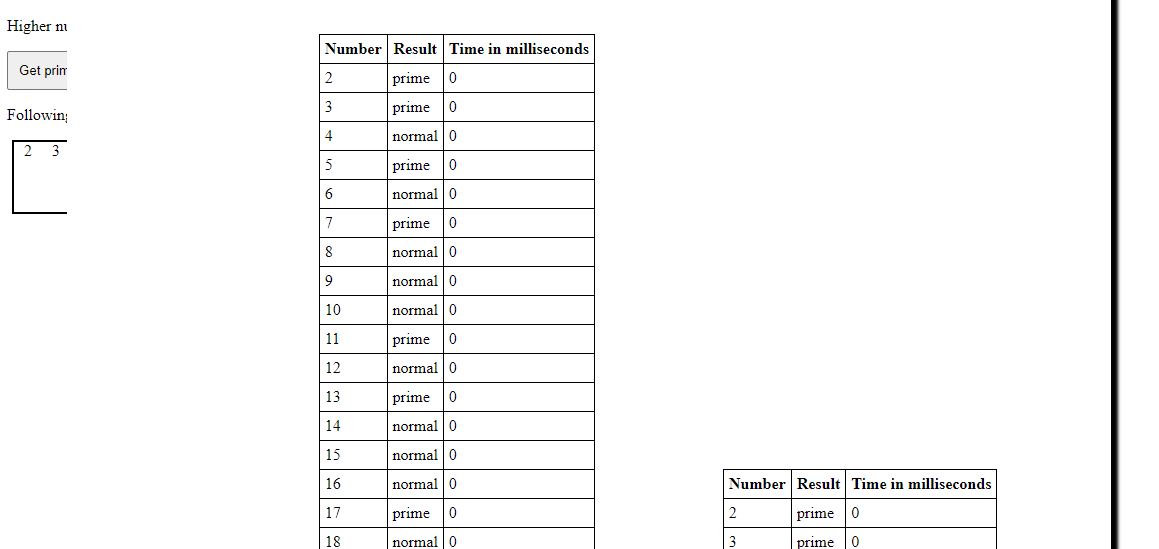 Higher nu
Get prim
Following
2 3
Number Result Time in milliseconds
2 prime 0
3 prime 0
4 normal 0
5 prime 0
6 normal 0
7 prime 0
8 normal 0
9 normal 0
10 normal 0
11 prime 0
12 normal 0
13 prime 0
14 normal 0
15 normal 0
16 normal 0
17 prime 0
18 normal 0
Number Result Time in milliseconds
2 prime 0
3 prime 0